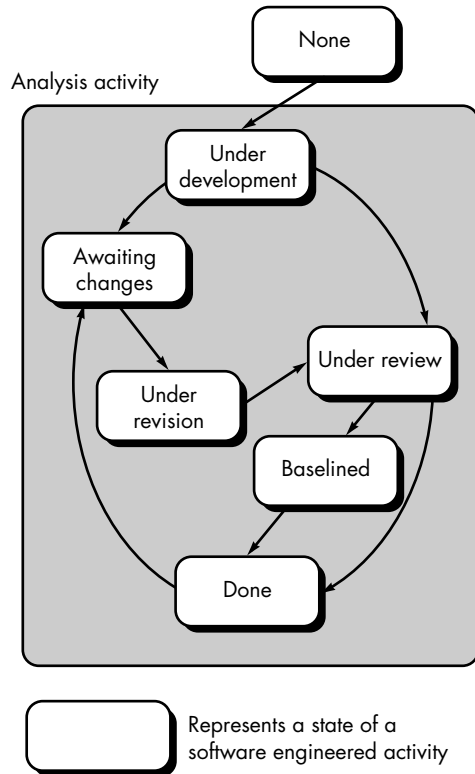 None
Analysis activity
Under
development
Awaiting
changes
Under review
Under
revision
Baselined
Done
Represents a state of a
software engineered activity